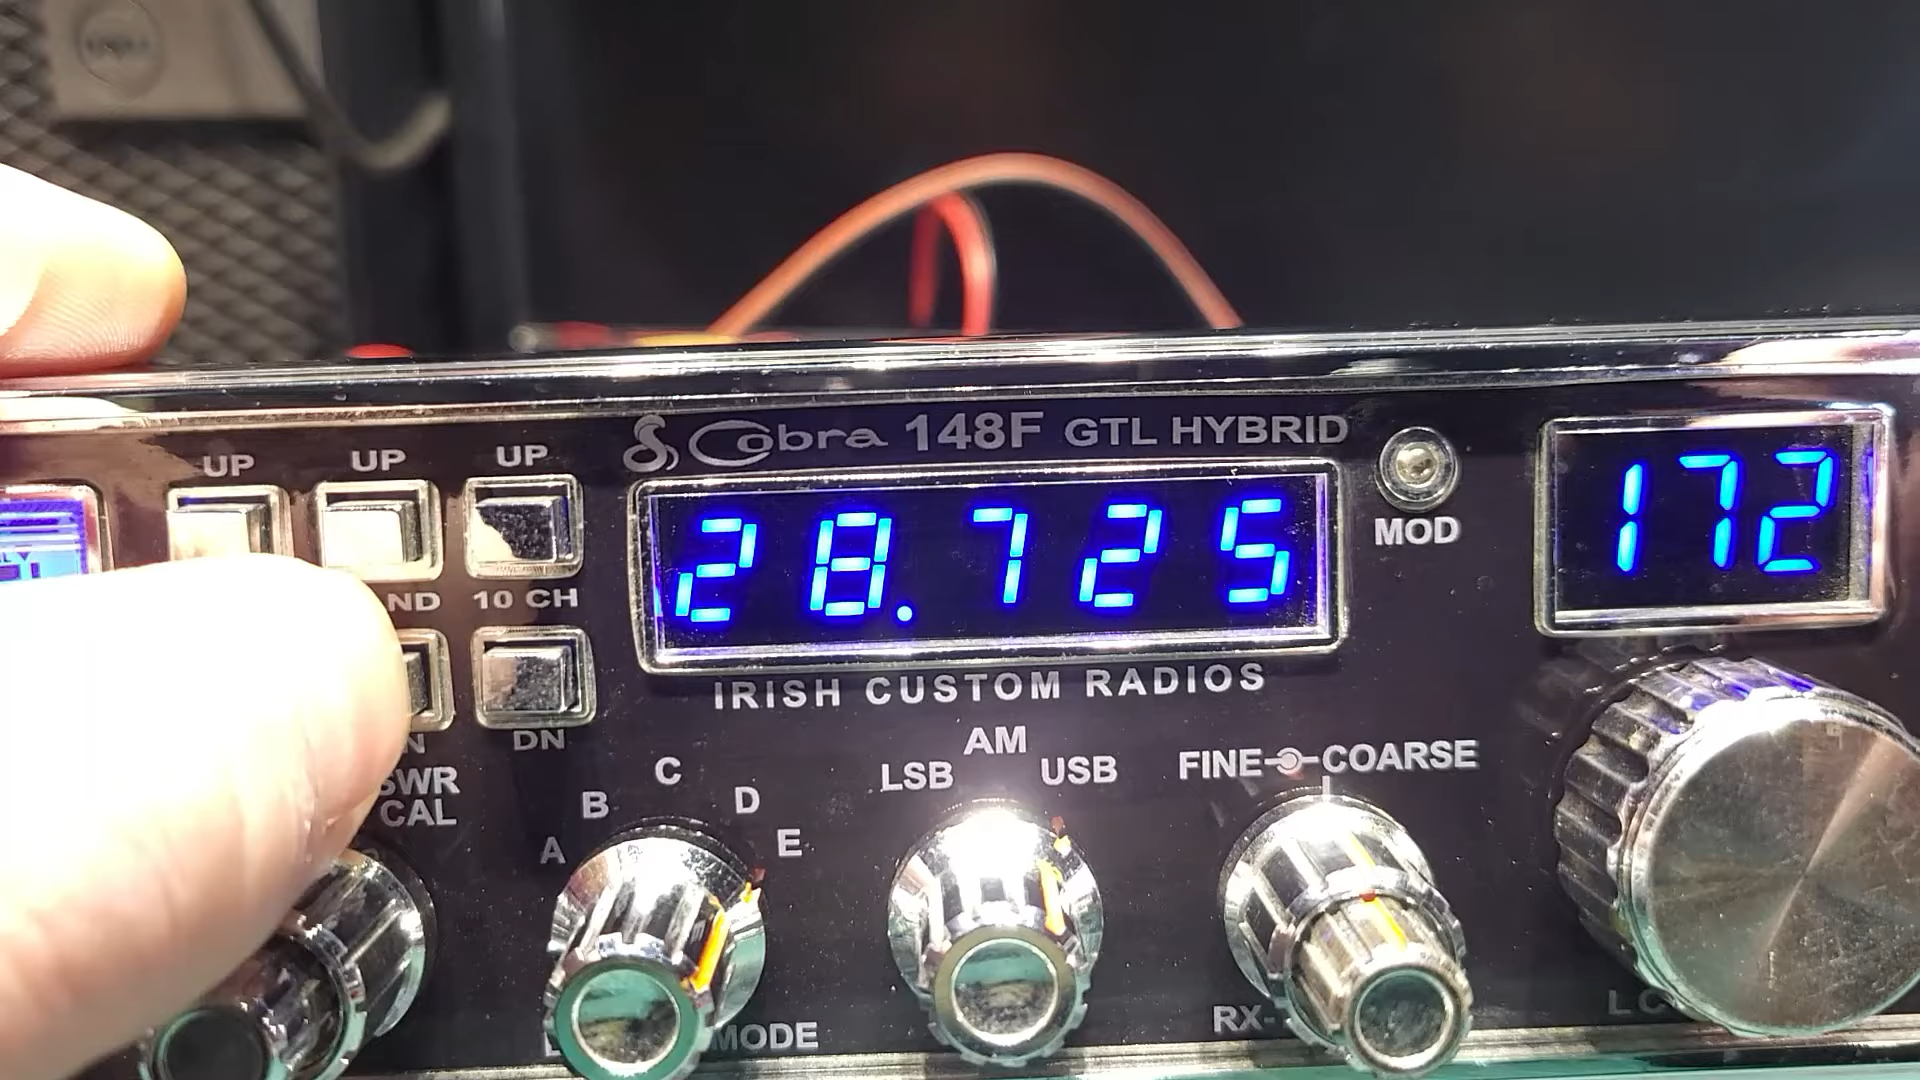 Cobra 148F GTL HYBRID
UP UP UP
28.725
172
MOD
ND 10 CH
IRISH CUSTOM RADIOS
N DN
SWR
CAL
A B C D E
LSB AM USB
FINE COARSE
MODE
RX-